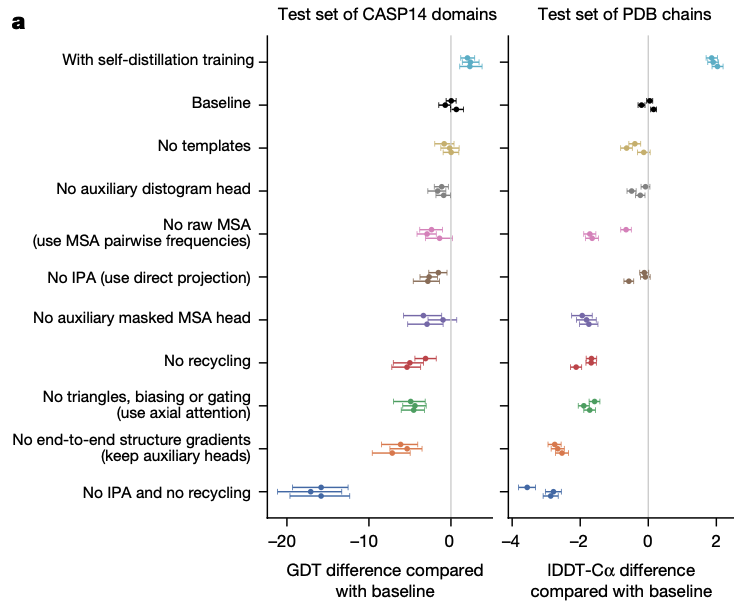 a
Test set of CASP14 domains
Test set of PDB chains
With self-distillation training
Baseline
No templates
No auxiliary distogram head
No raw MSA
(use MSA pairwise frequencies)
No IPA (use direct projection)
No auxiliary masked MSA head
No recycling
No triangles, biasing or gating
(use axial attention)
No end-to-end structure gradients
(keep auxiliary heads)
No IPA and no recycling
−20 −10 0
−4 −2 0 2
GDT difference compared
with baseline
lDDT-Cα difference
compared with baseline